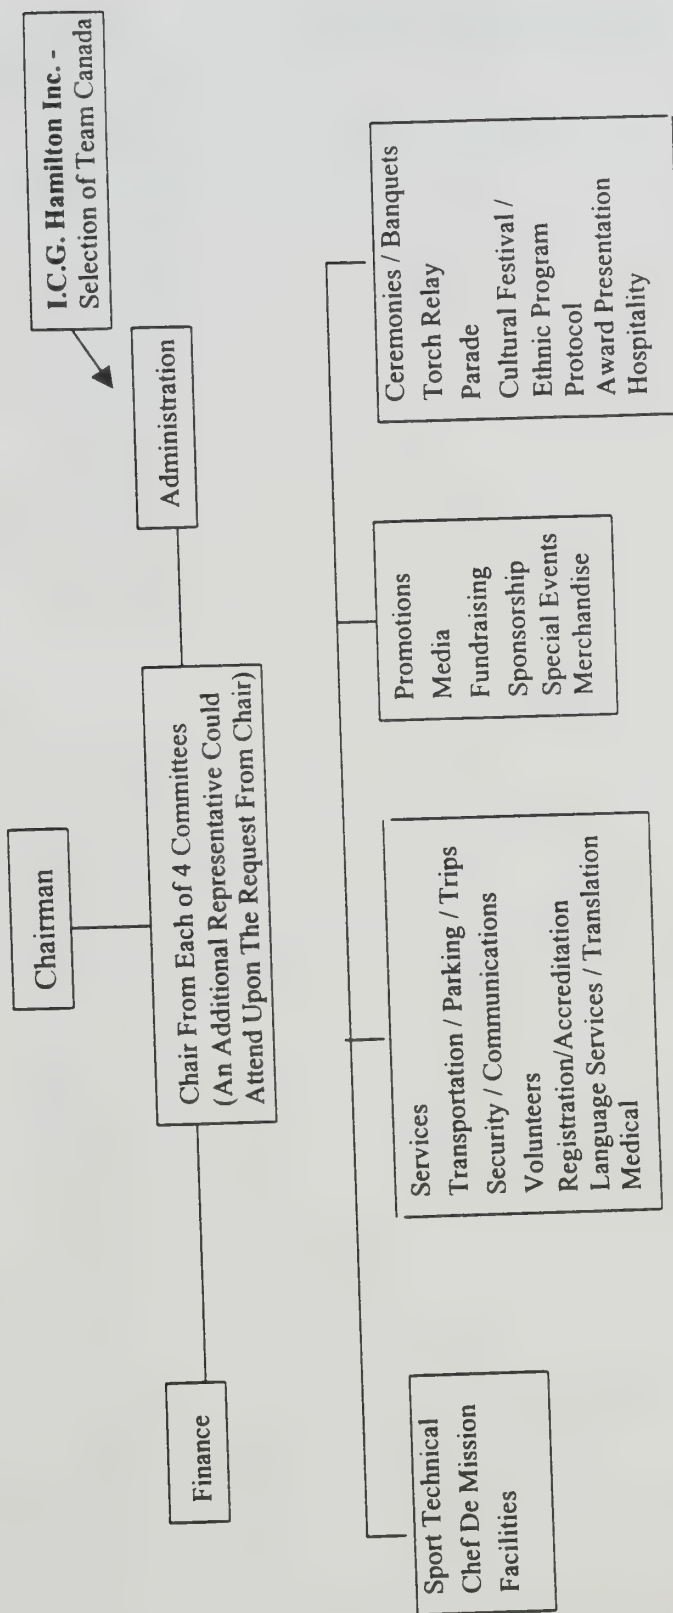 I.C.G. Hamilton Inc. -
Selection of Team Canada
Chairman
Administration
Chair From Each of 4 Committees
(An Additional Representative Could
Attend Upon The Request From Chair)
Finance
Sport Technical
Chef De Mission
Facilities
Services
Transportation / Parking / Trips
Security / Communications
Volunteers
Registration/Accreditation
Language Services / Translation
Medical
Promotions
Media
Fundraising
Sponsorship
Special Events
Merchandise
Ceremonies / Banquets
Torch Relay
Parade
Cultural Festival /
Ethnic Program
Protocol
Award Presentation
Hospitality